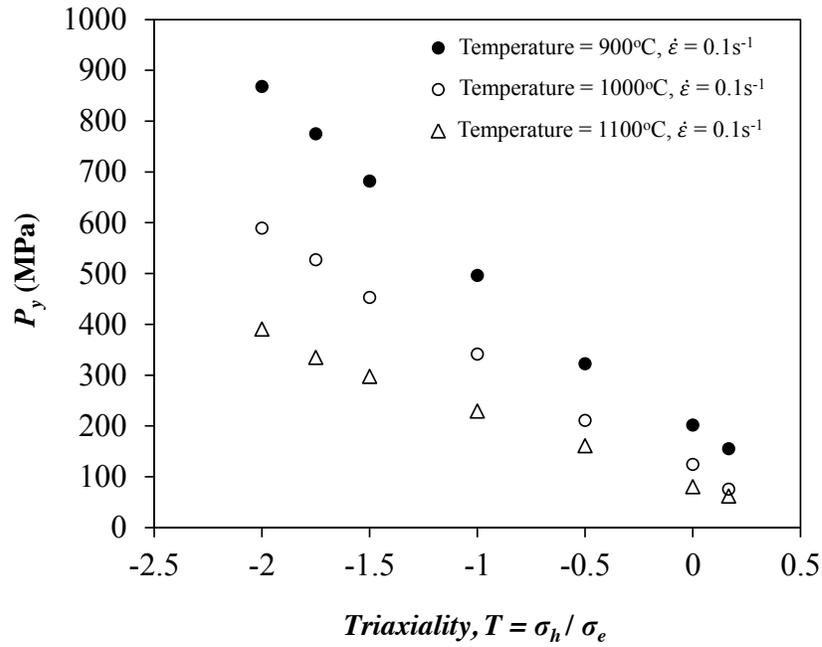 1000
900
800
700
600
500
400
300
200
100
0
P_y (MPa)
Temperature = 900°C, ε̇ = 0.1s⁻¹
Temperature = 1000°C, ε̇ = 0.1s⁻¹
Temperature = 1100°C, ε̇ = 0.1s⁻¹
-2.5 -2 -1.5 -1 -0.5 0 0.5
Triaxiality, T = σ_h / σ_e